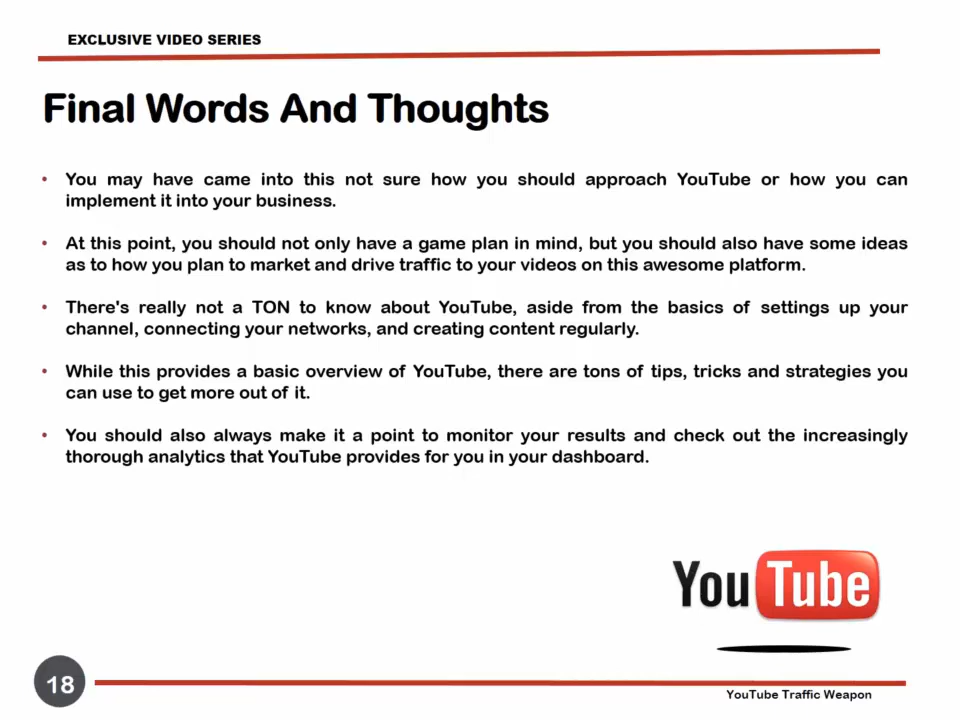 EXCLUSIVE VIDEO SERIES
Final Words And Thoughts
• You may have came into this not sure how you should approach YouTube or how you can
implement it into your business.
• At this point, you should not only have a game plan in mind, but you should also have some ideas
as to how you plan to market and drive traffic to your videos on this awesome platform.
• There's really not a TON to know about YouTube, aside from the basics of settings up your
channel, connecting your networks, and creating content regularly.
• While this provides a basic overview of YouTube, there are tons of tips, tricks and strategies you
can use to get more out of it.
• You should also always make it a point to monitor your results and check out the increasingly
thorough analytics that YouTube provides for you in your dashboard.
YouTube
18
YouTube Traffic Weapon